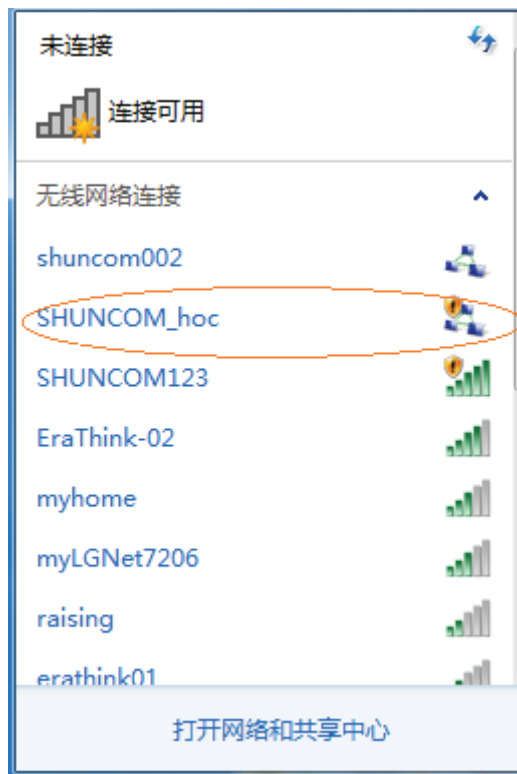 未连接
连接可用
无线网络连接
shuncom002
SHUNCOM_hoc
SHUNCOM123
EraThink-02
myhome
myLGNet7206
raising
erathink01
打开网络和共享中心